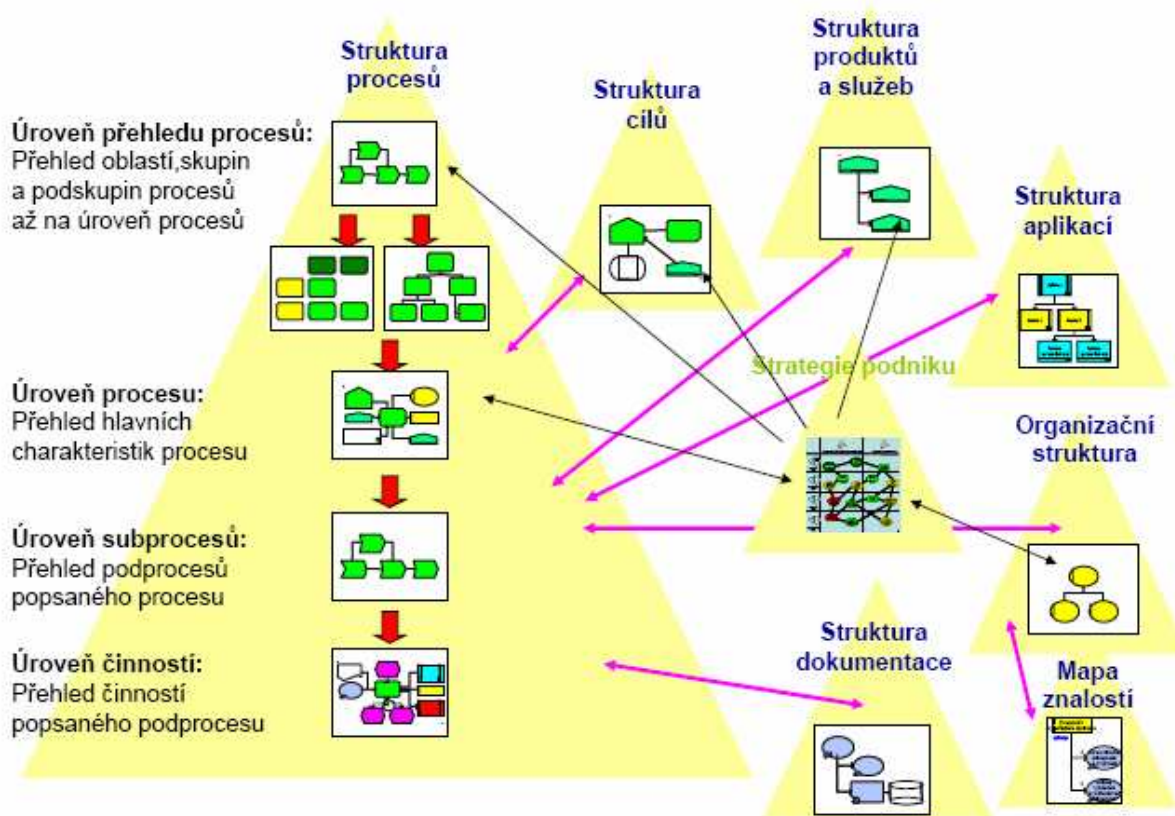 Struktura
procesů
Struktura
cílů
Struktura
produktů
a služeb
Struktura
aplikací
Úroveň přehledu procesů:
Přehled oblastí,skupin
a podskupin procesů
až na úroveň procesů
Strategie podniku
Úroveň procesu:
Přehled hlavních
charakteristik procesu
Organizační
struktura
Úroveň subprocesů:
Přehled podprocesů
popsaného procesu
Struktura
dokumentace
Úroveň činností:
Přehled činností
popsaného podprocesu
Mapa
znalostí